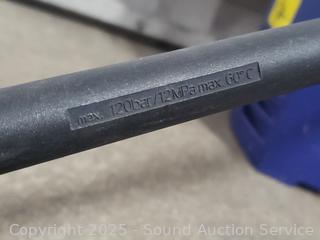 max. 120bar/12MPa max 60°C
Copyright 2025 - Sound Auction Service